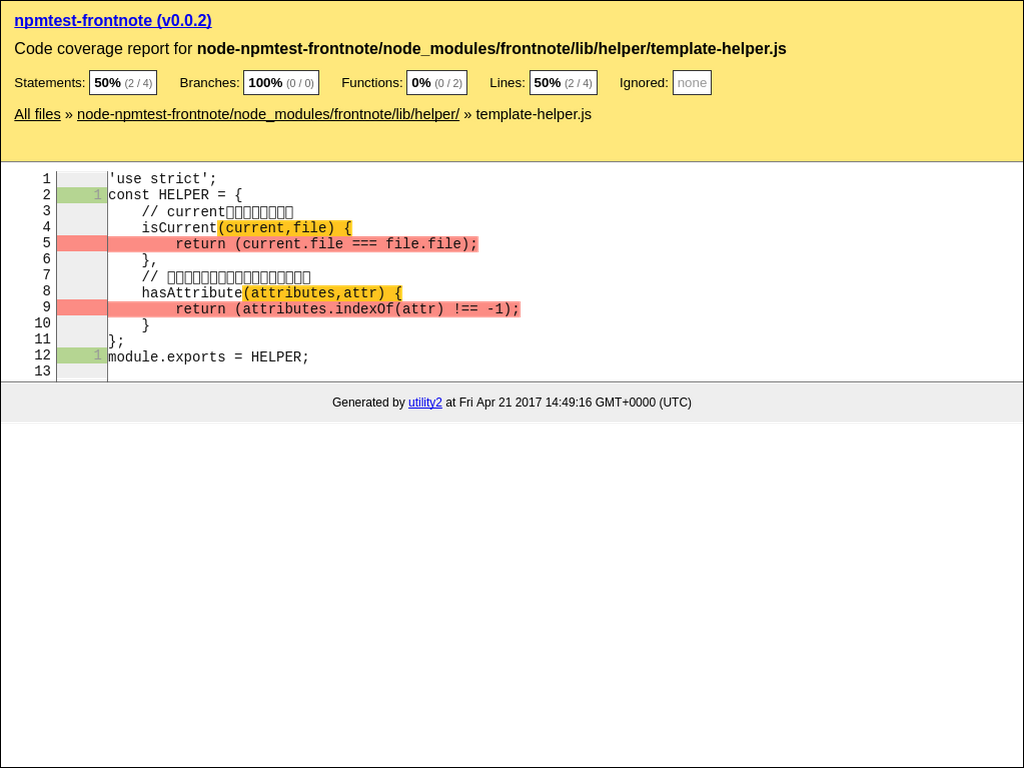 npmtest-frontnote (v0.0.2)
Code coverage report for node-npmtest-frontnote/node_modules/frontnote/lib/helper/template-helper.js
Statements: 50% (2 / 4) Branches: 100% (0 / 0) Functions: 0% (0 / 2) Lines: 50% (2 / 4) Ignored: none
All files » node-npmtest-frontnote/node_modules/frontnote/lib/helper/ » template-helper.js
1 'use strict';
2 1 const HELPER = {
3 // current
4 isCurrent(current,file) {
5 return (current.file === file.file);
6 },
7 //
8 hasAttribute(attributes,attr) {
9 return (attributes.indexOf(attr) !== -1);
10 }
11 };
12 1 module.exports = HELPER;
13
Generated by utility2 at Fri Apr 21 2017 14:49:16 GMT+0000 (UTC)